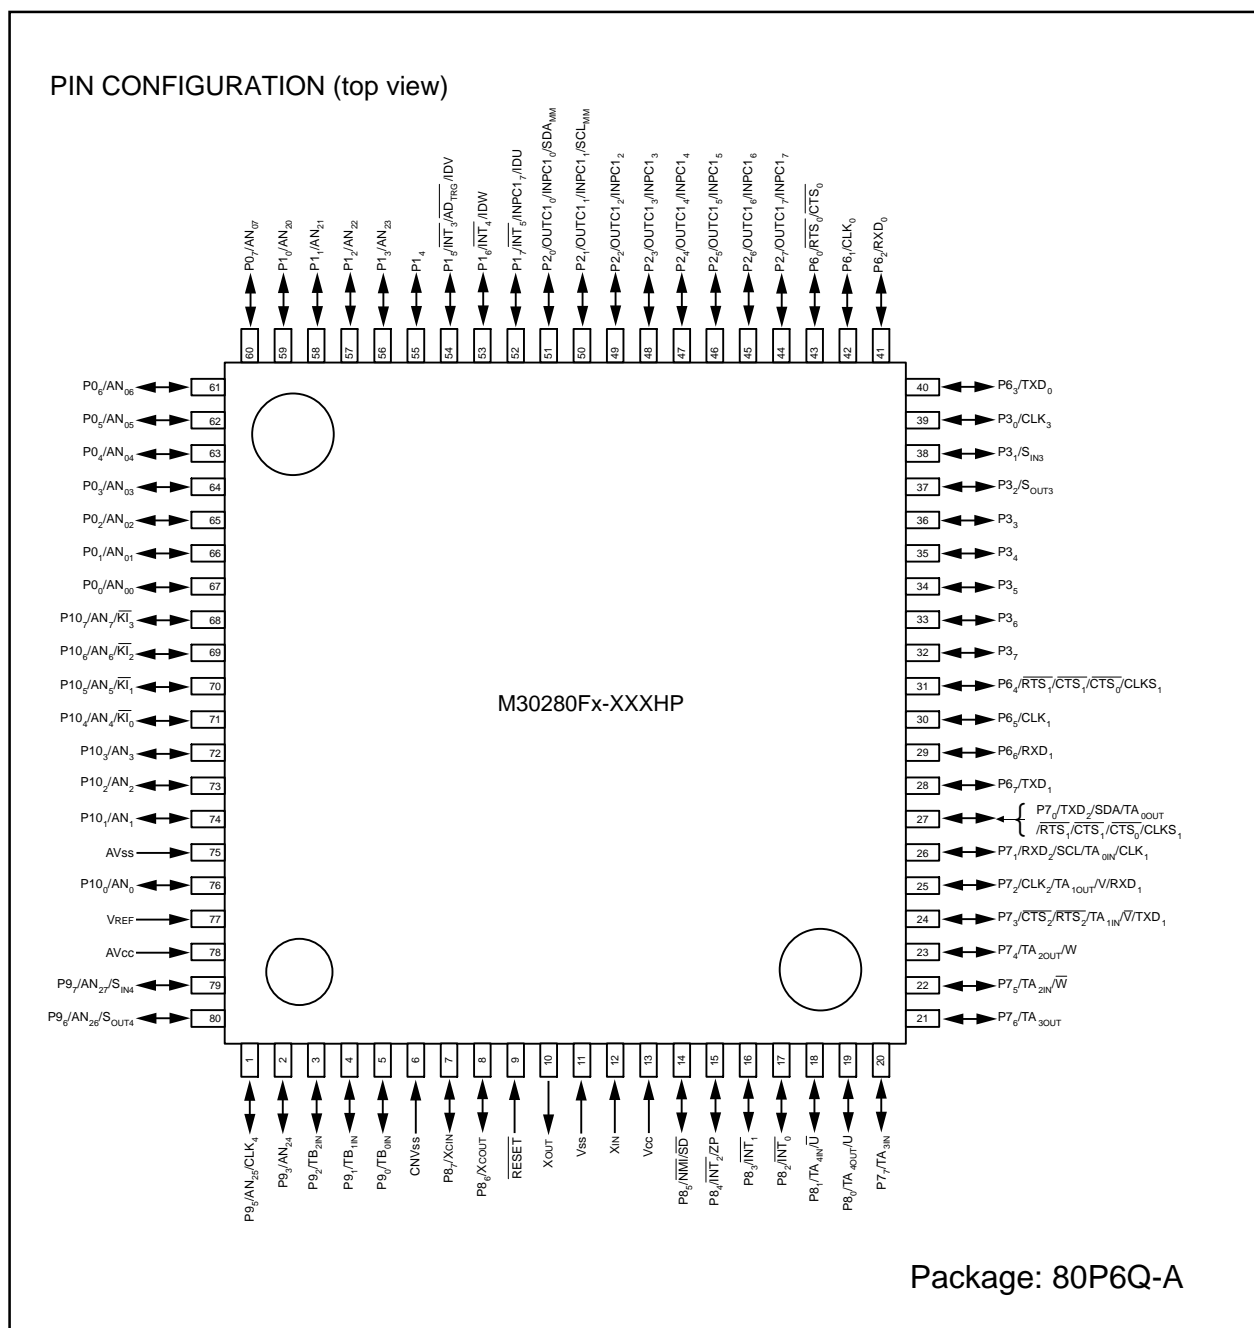 PIN CONFIGURATION (top view)
P0₇/AN₀₇
P1₀/AN₂₀
P1₁/AN₂₁
P1₂/AN₂₂
P1₃/AN₂₃
P1₄
P1₅/INT₃/AD_TRG/IDV
P1₆/INT₄/IDW
P1₇/INT₅/INPC1₇/IDU
P2₀/OUTC1₀/INPC1₀/SDA_MM
P2₁/OUTC1₁/INPC1₁/SCL_MM
P2₂/OUTC1₂/INPC1₂
P2₃/OUTC1₃/INPC1₃
P2₄/OUTC1₄/INPC1₄
P2₅/OUTC1₅/INPC1₅
P2₆/OUTC1₆/INPC1₆
P2₇/OUTC1₇/INPC1₇
P6₀/RTS₀/CTS₀
P6₁/CLK₀
P6₂/RXD₀
60 59 58 57 56 55 54 53 52 51 50 49 48 47 46 45 44 43 42 41
P0₆/AN₀₆ 61
P0₅/AN₀₅ 62
P0₄/AN₀₄ 63
P0₃/AN₀₃ 64
P0₂/AN₀₂ 65
P0₁/AN₀₁ 66
P0₀/AN₀₀ 67
P10₇/AN₇/KI₃ 68
P10₆/AN₆/KI₂ 69
P10₅/AN₅/KI₁ 70
P10₄/AN₄/KI₀ 71
P10₃/AN₃ 72
P10₂/AN₂ 73
P10₁/AN₁ 74
AVss 75
P10₀/AN₀ 76
VREF 77
AVcc 78
P9₇/AN₂₇/S_IN4 79
P9₆/AN₂₆/S_OUT4 80
M30280Fx-XXXHP
40 P6₃/TXD₀
39 P3₀/CLK₃
38 P3₁/S_IN3
37 P3₂/S_OUT3
36 P3₃
35 P3₄
34 P3₅
33 P3₆
32 P3₇
31 P6₄/RTS₁/CTS₁/CTS₀/CLKS₁
30 P6₅/CLK₁
29 P6₆/RXD₁
28 P6₇/TXD₁
27 P7₀/TXD₂/SDA/TA₀OUT
/RTS₁/CTS₁/CTS₀/CLKS₁
26 P7₁/RXD₂/SCL/TA₀IN/CLK₁
25 P7₂/CLK₂/TA₁OUT/V/RXD₁
24 P7₃/CTS₂/RTS₂/TA₁IN/V̅/TXD₁
23 P7₄/TA₂OUT/W
22 P7₅/TA₂IN/W̅
21 P7₆/TA₃OUT
1 2 3 4 5 6 7 8 9 10 11 12 13 14 15 16 17 18 19 20
P9₅/AN₂₅/CLK₄
P9₃/AN₂₄
P9₂/TB₂IN
P9₁/TB₁IN
P9₀/TB₀IN
CNVss
P8₇/XCIN
P8₆/XCOUT
RESET
XOUT
Vss
XIN
Vcc
P8₅/NMI/SD
P8₄/INT₂/ZP
P8₃/INT₁
P8₂/INT₀
P8₁/TA₄IN/U̅
P8₀/TA₄OUT/U
P7₇/TA₃IN
Package: 80P6Q-A